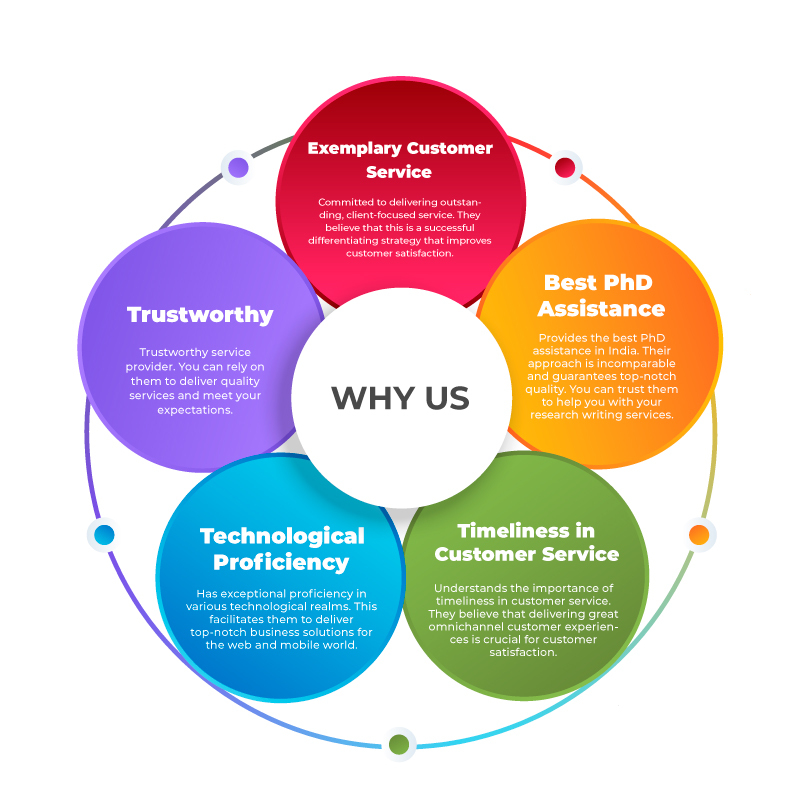 Exemplary Customer
Service
Committed to delivering outstan-
ding, client-focused service. They
believe that this is a successful
differentiating strategy that improves
customer satisfaction.
Best PhD
Assistance
Provides the best PhD
assistance in India. Their
approach is incomparable
and guarantees top-notch
quality. You can trust them
to help you with your
research writing services.
Trustworthy
Trustworthy service
provider. You can rely on
them to deliver quality
services and meet your
expectations.
WHY US
Technological
Proficiency
Has exceptional proficiency in
various technological realms. This
facilitates them to deliver
top-notch business solutions for
the web and mobile world.
Timeliness in
Customer Service
Understands the importance of
timeliness in customer service.
They believe that delivering great
omnichannel customer experien-
ces is crucial for customer
satisfaction.